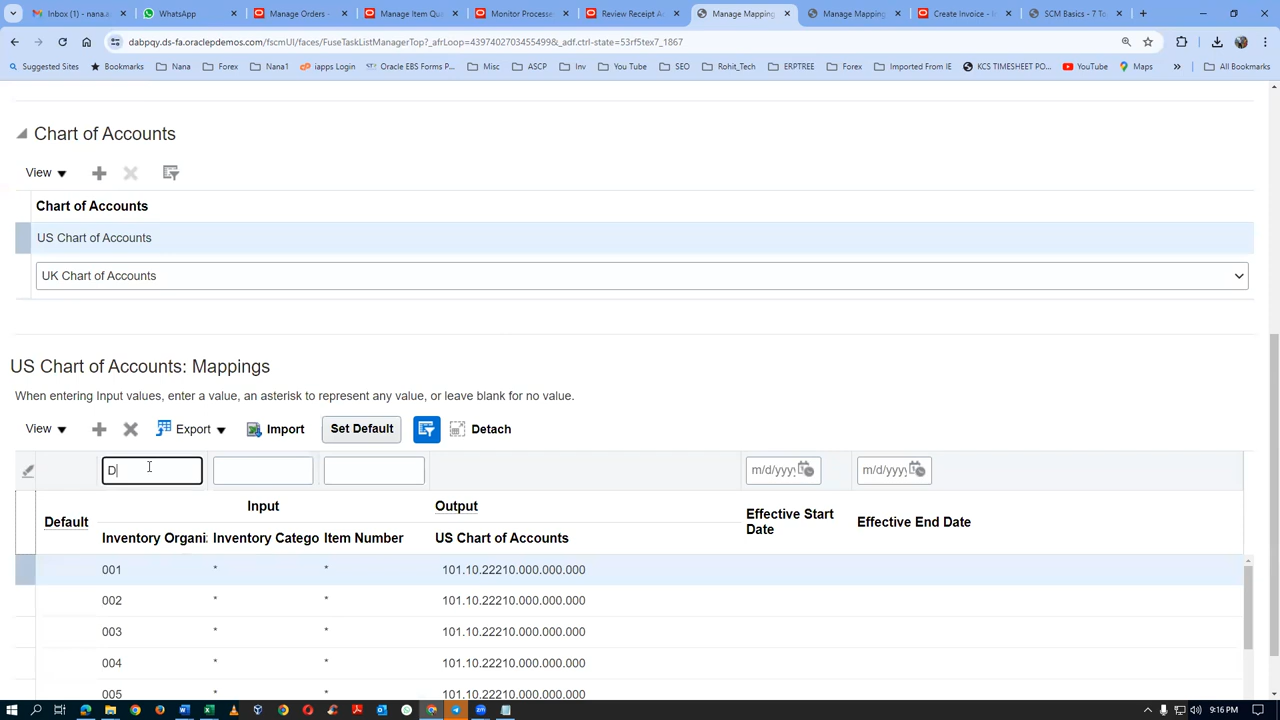 Inbox (1) - nana.a
WhatsApp
Manage Orders -
Manage Item Qua
Monitor Processe
Review Receipt A
Manage Mapping
Manage Mapping
Create Invoice -
SCM Basics - 7 To
dabpqy.ds-fa.oraclepdemos.com/fscmUI/faces/FuseTaskListManagerTop?_afrLoop=43974027034554998&_adf.ctrl-state=53rf5tex7_1867
Suggested Sites
Bookmarks
Nana
Forex
Nana1
iapps Login
Oracle EBS Forms P...
Misc
ASCP
Inv
You Tube
SEO
Rohit_Tech
ERPTREE
Forex
Imported From IE
KCS TIMESHEET PO...
YouTube
Maps
»
All Bookmarks
Chart of Accounts
View
Chart of Accounts
US Chart of Accounts
UK Chart of Accounts
US Chart of Accounts: Mappings
When entering Input values, enter a value, an asterisk to represent any value, or leave blank for no value.
View Export Import Set Default Detach
D m/d/yyyy m/d/yyyy
Input Output
Default Effective Start Date Effective End Date
Inventory Organi Inventory Catego Item Number US Chart of Accounts
001 * * 101.10.22210.000.000.000
002 * * 101.10.22210.000.000.000
003 * * 101.10.22210.000.000.000
004 * * 101.10.22210.000.000.000
005 * * 101.10.22210.000.000.000
9:16 PM